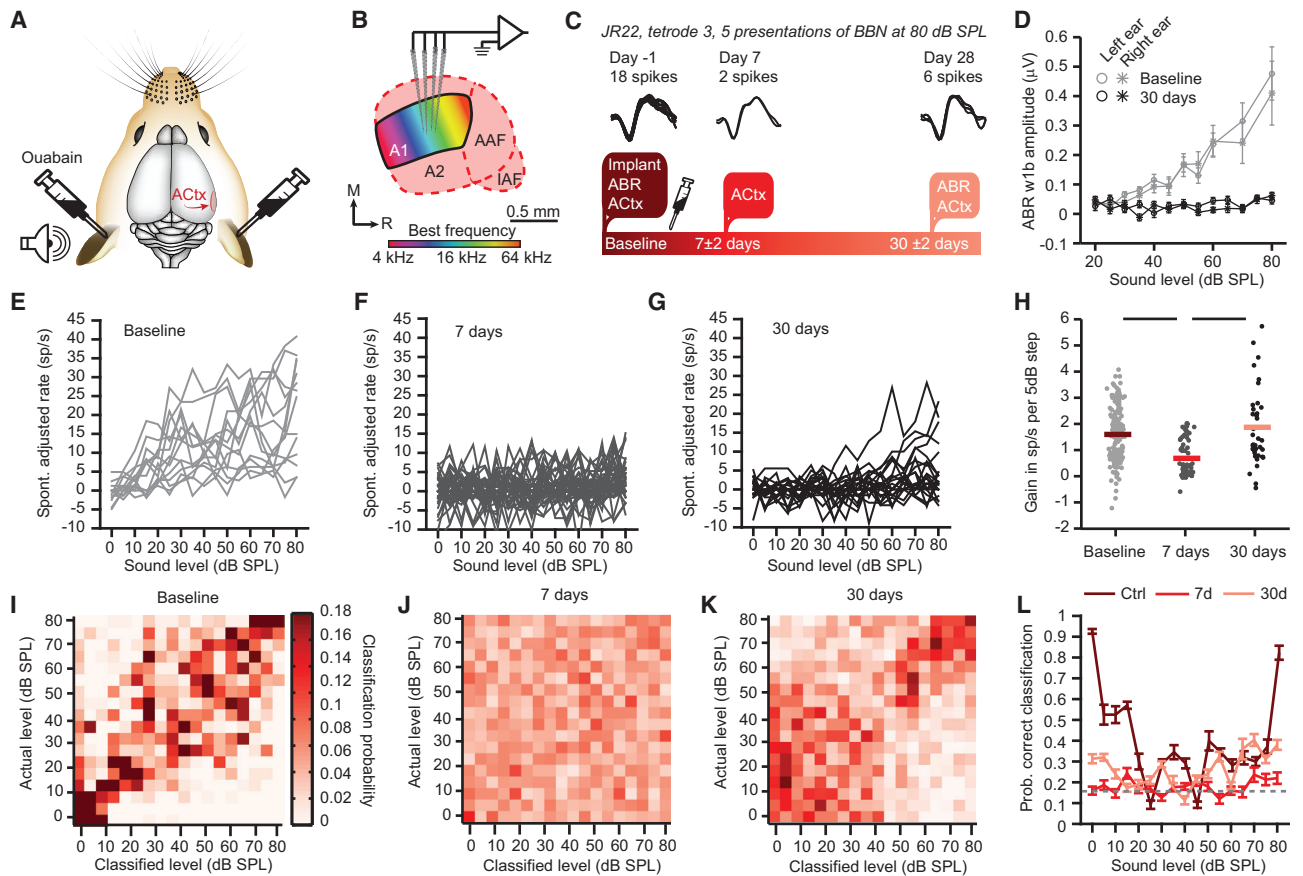 A
Ouabain
ACtx
B
A1
A2
AAF
IAF
M
R
0.5 mm
Best frequency
4 kHz 16 kHz 64 kHz
C
JR22, tetrode 3, 5 presentations of BBN at 80 dB SPL
Day -1
18 spikes
Day 7
2 spikes
Day 28
6 spikes
Implant
ABR
ACtx
ACtx
ABR
ACtx
Baseline 7±2 days 30 ±2 days
D
Left ear
Right ear
Baseline
30 days
ABR w1b amplitude (µV)
0.6
0.5
0.4
0.3
0.2
0.1
0
-0.1
20 40 60 80
Sound level (dB SPL)
E
Baseline
Spont. adjusted rate (sp/s)
45
40
35
30
25
20
15
10
5
0
-5
-10
0 10 20 30 40 50 60 70 80
Sound level (dB SPL)
F
7 days
Spont. adjusted rate (sp/s)
45
40
35
30
25
20
15
10
5
0
-5
-10
0 10 20 30 40 50 60 70 80
Sound level (dB SPL)
G
30 days
Spont. adjusted rate (sp/s)
45
40
35
30
25
20
15
10
5
0
-5
-10
0 10 20 30 40 50 60 70 80
Sound level (dB SPL)
H
Gain in sp/s per 5dB step
6
5
4
3
2
1
0
-1
-2
Baseline 7 days 30 days
I
Baseline
Actual level (dB SPL)
80
70
60
50
40
30
20
10
0
0 10 20 30 40 50 60 70 80
Classified level (dB SPL)
0.18
0.16
0.14
0.12
0.10
0.08
0.06
0.04
0.02
0
Classification probability
J
7 days
Actual level (dB SPL)
80
70
60
50
40
30
20
10
0
0 10 20 30 40 50 60 70 80
Classified level (dB SPL)
K
30 days
Actual level (dB SPL)
80
70
60
50
40
30
20
10
0
0 10 20 30 40 50 60 70 80
Classified level (dB SPL)
L
Ctrl 7d 30d
Prob. correct classification
1
0.9
0.8
0.7
0.6
0.5
0.4
0.3
0.2
0.1
0
0 10 20 30 40 50 60 70 80
Sound level (dB SPL)